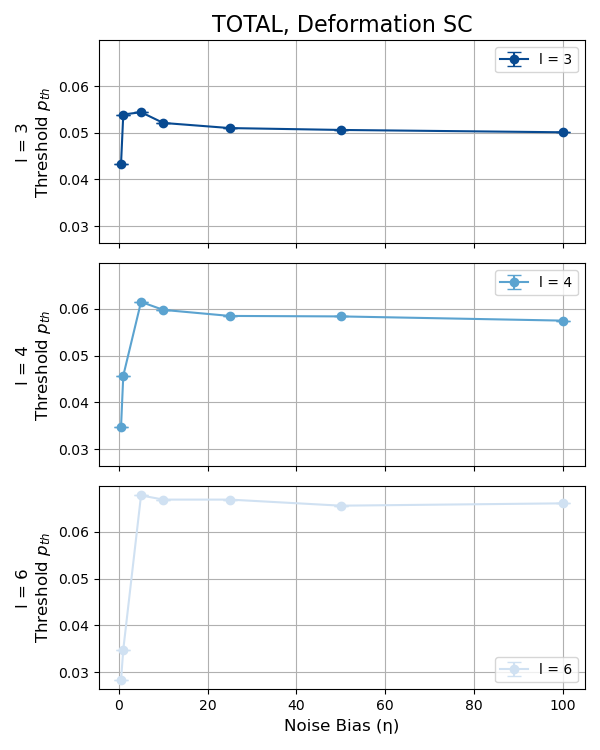 TOTAL, Deformation SC
l = 3
Threshold p_th
0.06
0.05
0.04
0.03
l = 3
l = 4
Threshold p_th
0.06
0.05
0.04
0.03
l = 4
l = 6
Threshold p_th
0.06
0.05
0.04
0.03
l = 6
0 20 40 60 80 100
Noise Bias (η)